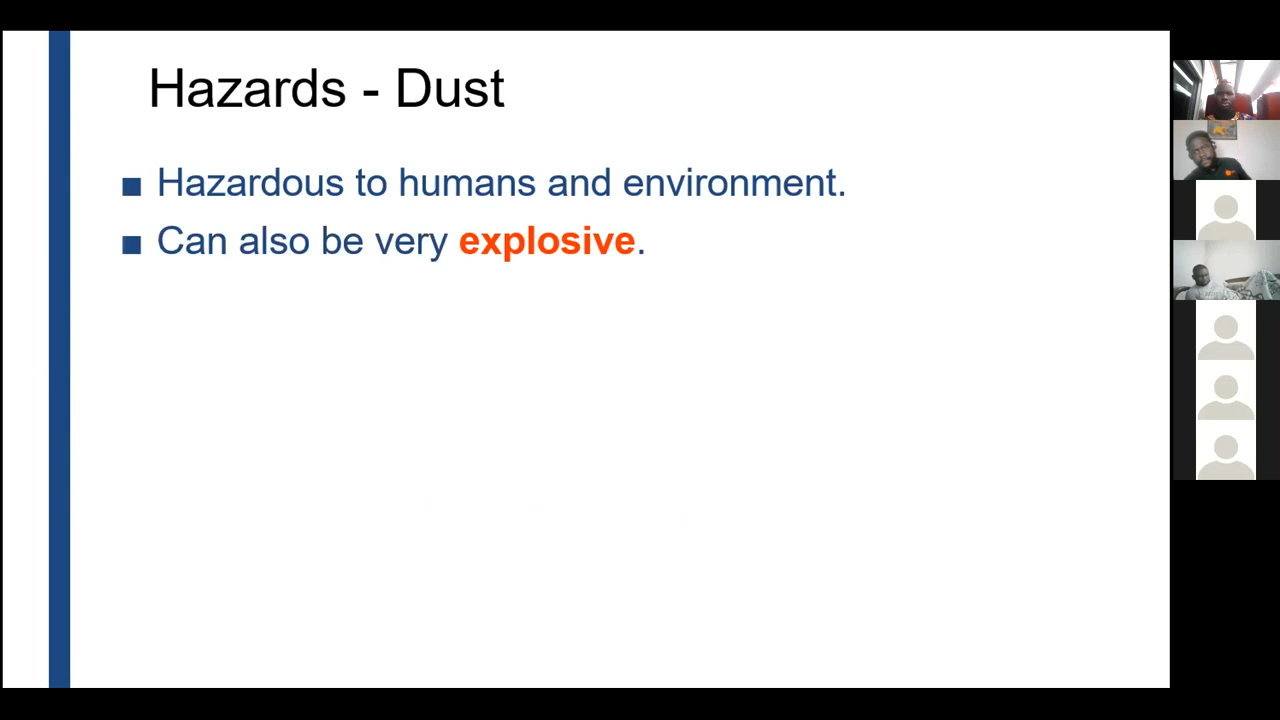 Hazards - Dust
■ Hazardous to humans and environment.
■ Can also be very explosive.